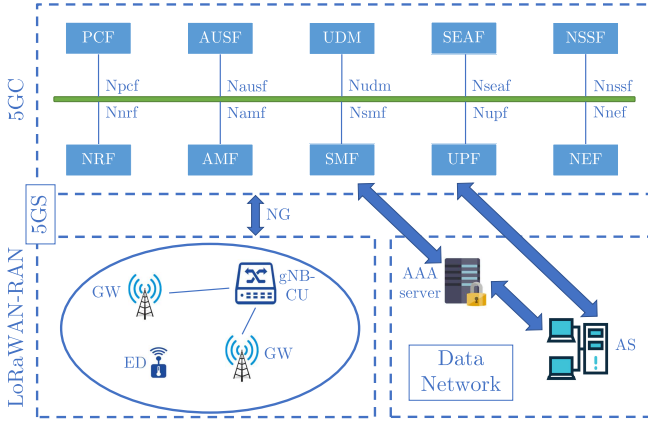 5GC
PCF
AUSF
UDM
SEAF
NSSF
Npcf
Nausf
Nudm
Nseaf
Nnssf
Nnrf
Namf
Nsmf
Nupf
Nnef
NRF
AMF
SMF
UPF
NEF
5GS
NG
LoRaWAN-RAN
GW
gNB-
CU
ED
GW
AAA
server
AS
Data
Network